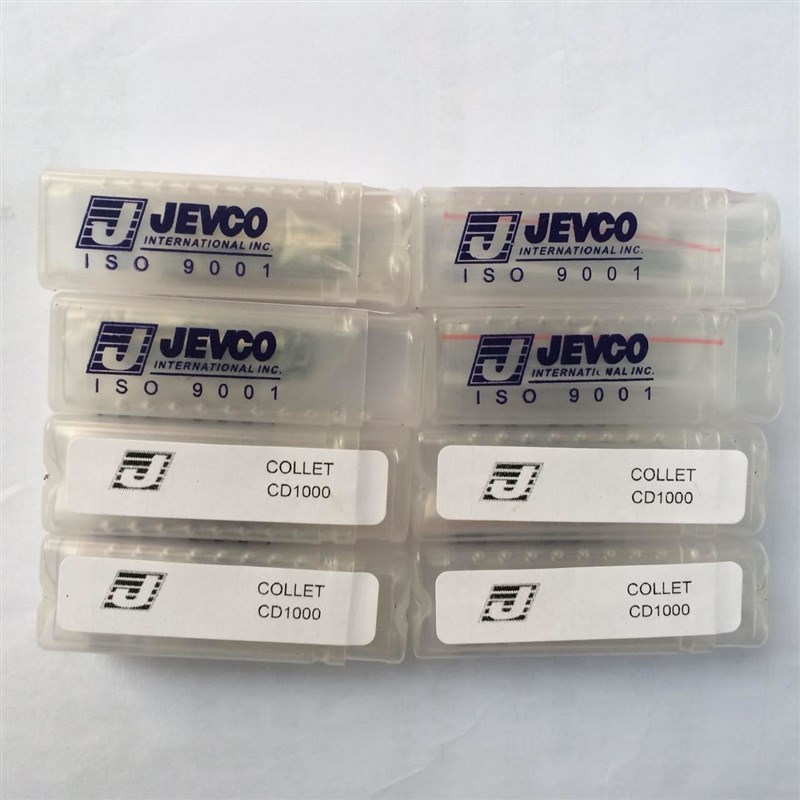 J JEVCO
INTERNATIONAL INC.
ISO 9001
J JEVCO
INTERNATIONAL INC.
ISO 9001
J JEVCO
INTERNATIONAL INC.
ISO 9001
J JEVCO
INTERNATIONAL INC.
ISO 9001
J COLLET
CD1000
J COLLET
CD1000
J COLLET
CD1000
J COLLET
CD1000